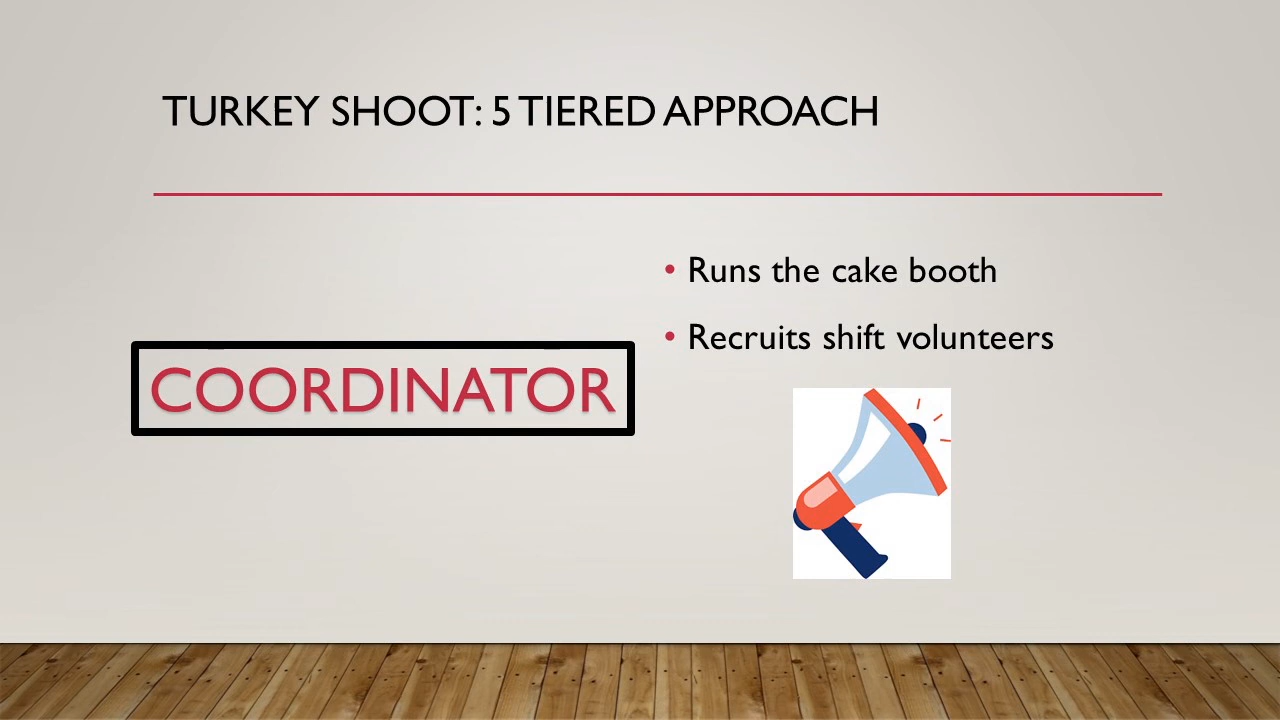 TURKEY SHOOT: 5 TIERED APPROACH
COORDINATOR
• Runs the cake booth
• Recruits shift volunteers